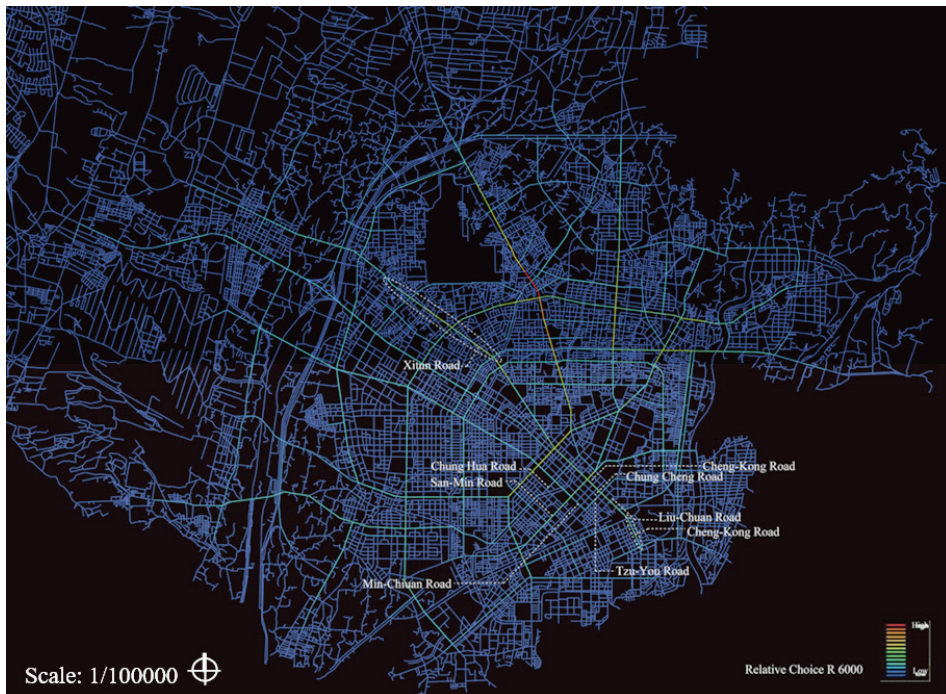 Xitun Road
Chung Hua Road
Cheng-Kong Road
San-Min Road
Chung Cheng Road
Liu-Chuan Road
Cheng-Kong Road
Tzu-You Road
Min-Chiuan Road
High
Low
Scale: 1/100000
Relative Choice R 6000